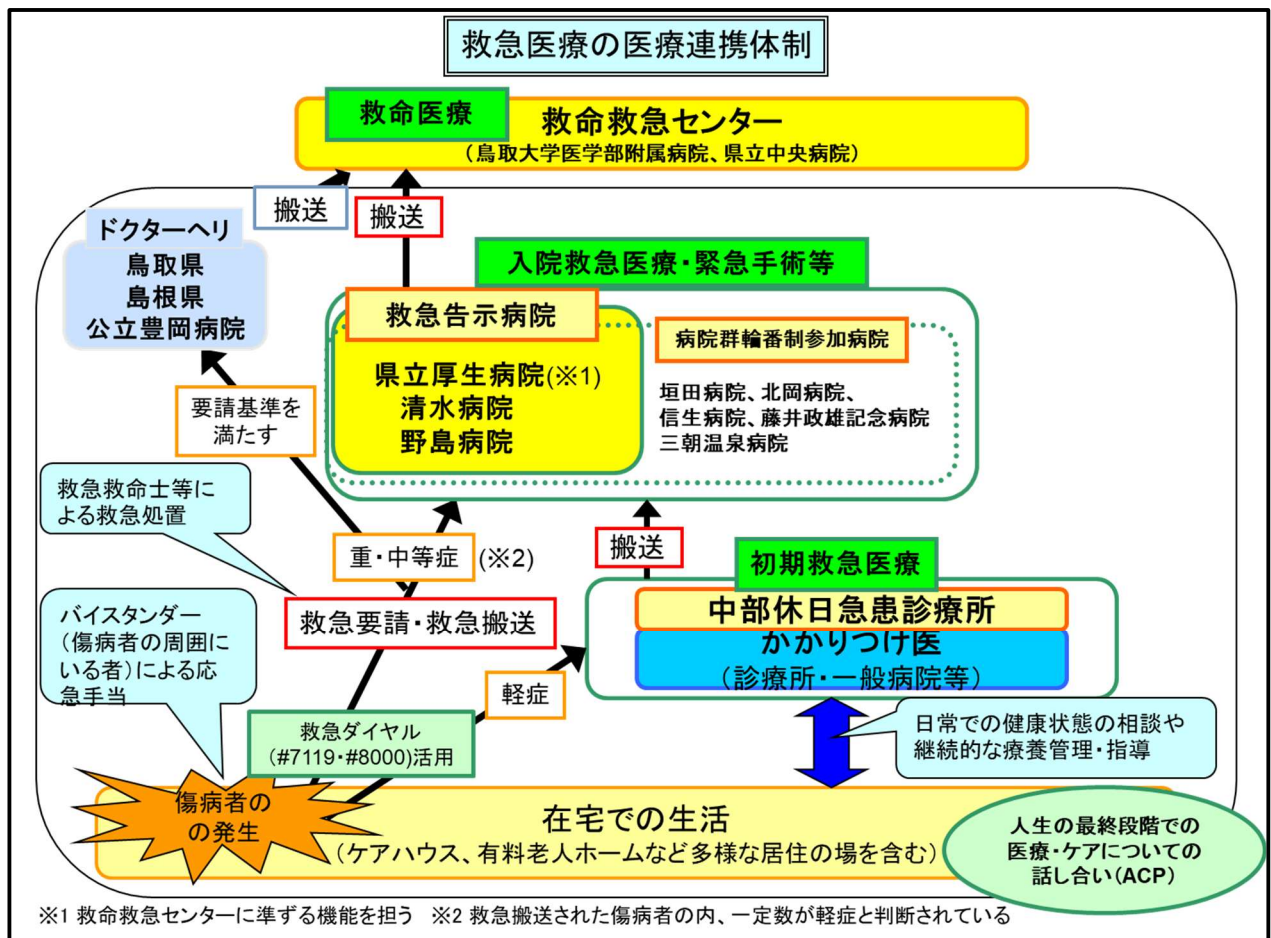 救急医療の医療連携体制
救命医療
救命救急センター
(鳥取大学医学部附属病院、県立中央病院)
搬送
搬送
ドクターヘリ
鳥取県
島根県
公立豊岡病院
入院救急医療・緊急手術等
救急告示病院
県立厚生病院(※1)
清水病院
野島病院
病院群輪番制参加病院
垣田病院、北岡病院、
信生病院、藤井政雄記念病院
三朝温泉病院
要請基準を
満たす
救急救命士等に
よる救急処置
重・中等症 (※2)
搬送
初期救急医療
中部休日急患診療所
かかりつけ医
(診療所・一般病院等)
救急要請・救急搬送
バイスタンダー
(傷病者の周囲に
いる者)による応
急手当
軽症
救急ダイヤル
(#7119・#8000)活用
日常での健康状態の相談や
継続的な療養管理・指導
傷病者の
の発生
在宅での生活
(ケアハウス、有料老人ホームなど多様な居住の場を含む)
人生の最終段階での
医療・ケアについての
話し合い(ACP)
※1 救命救急センターに準ずる機能を担う ※2 救急搬送された傷病者の内、一定数が軽症と判断されている